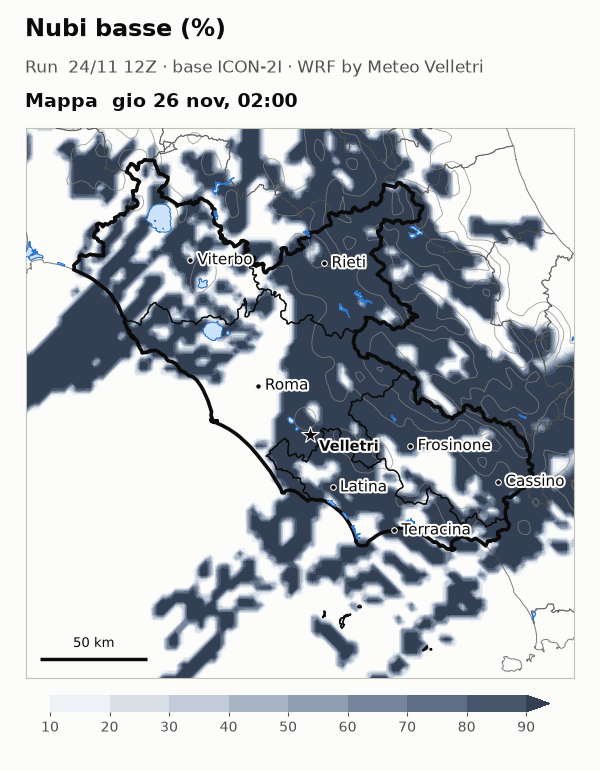 Nubi basse (%)
Run  24/11 12Z · base ICON-2I · WRF by Meteo Velletri
Mappa  gio 26 nov, 02:00
Viterbo
Rieti
Roma
Velletri
Frosinone
Cassino
Latina
Terracina
50 km
10 20 30 40 50 60 70 80 90